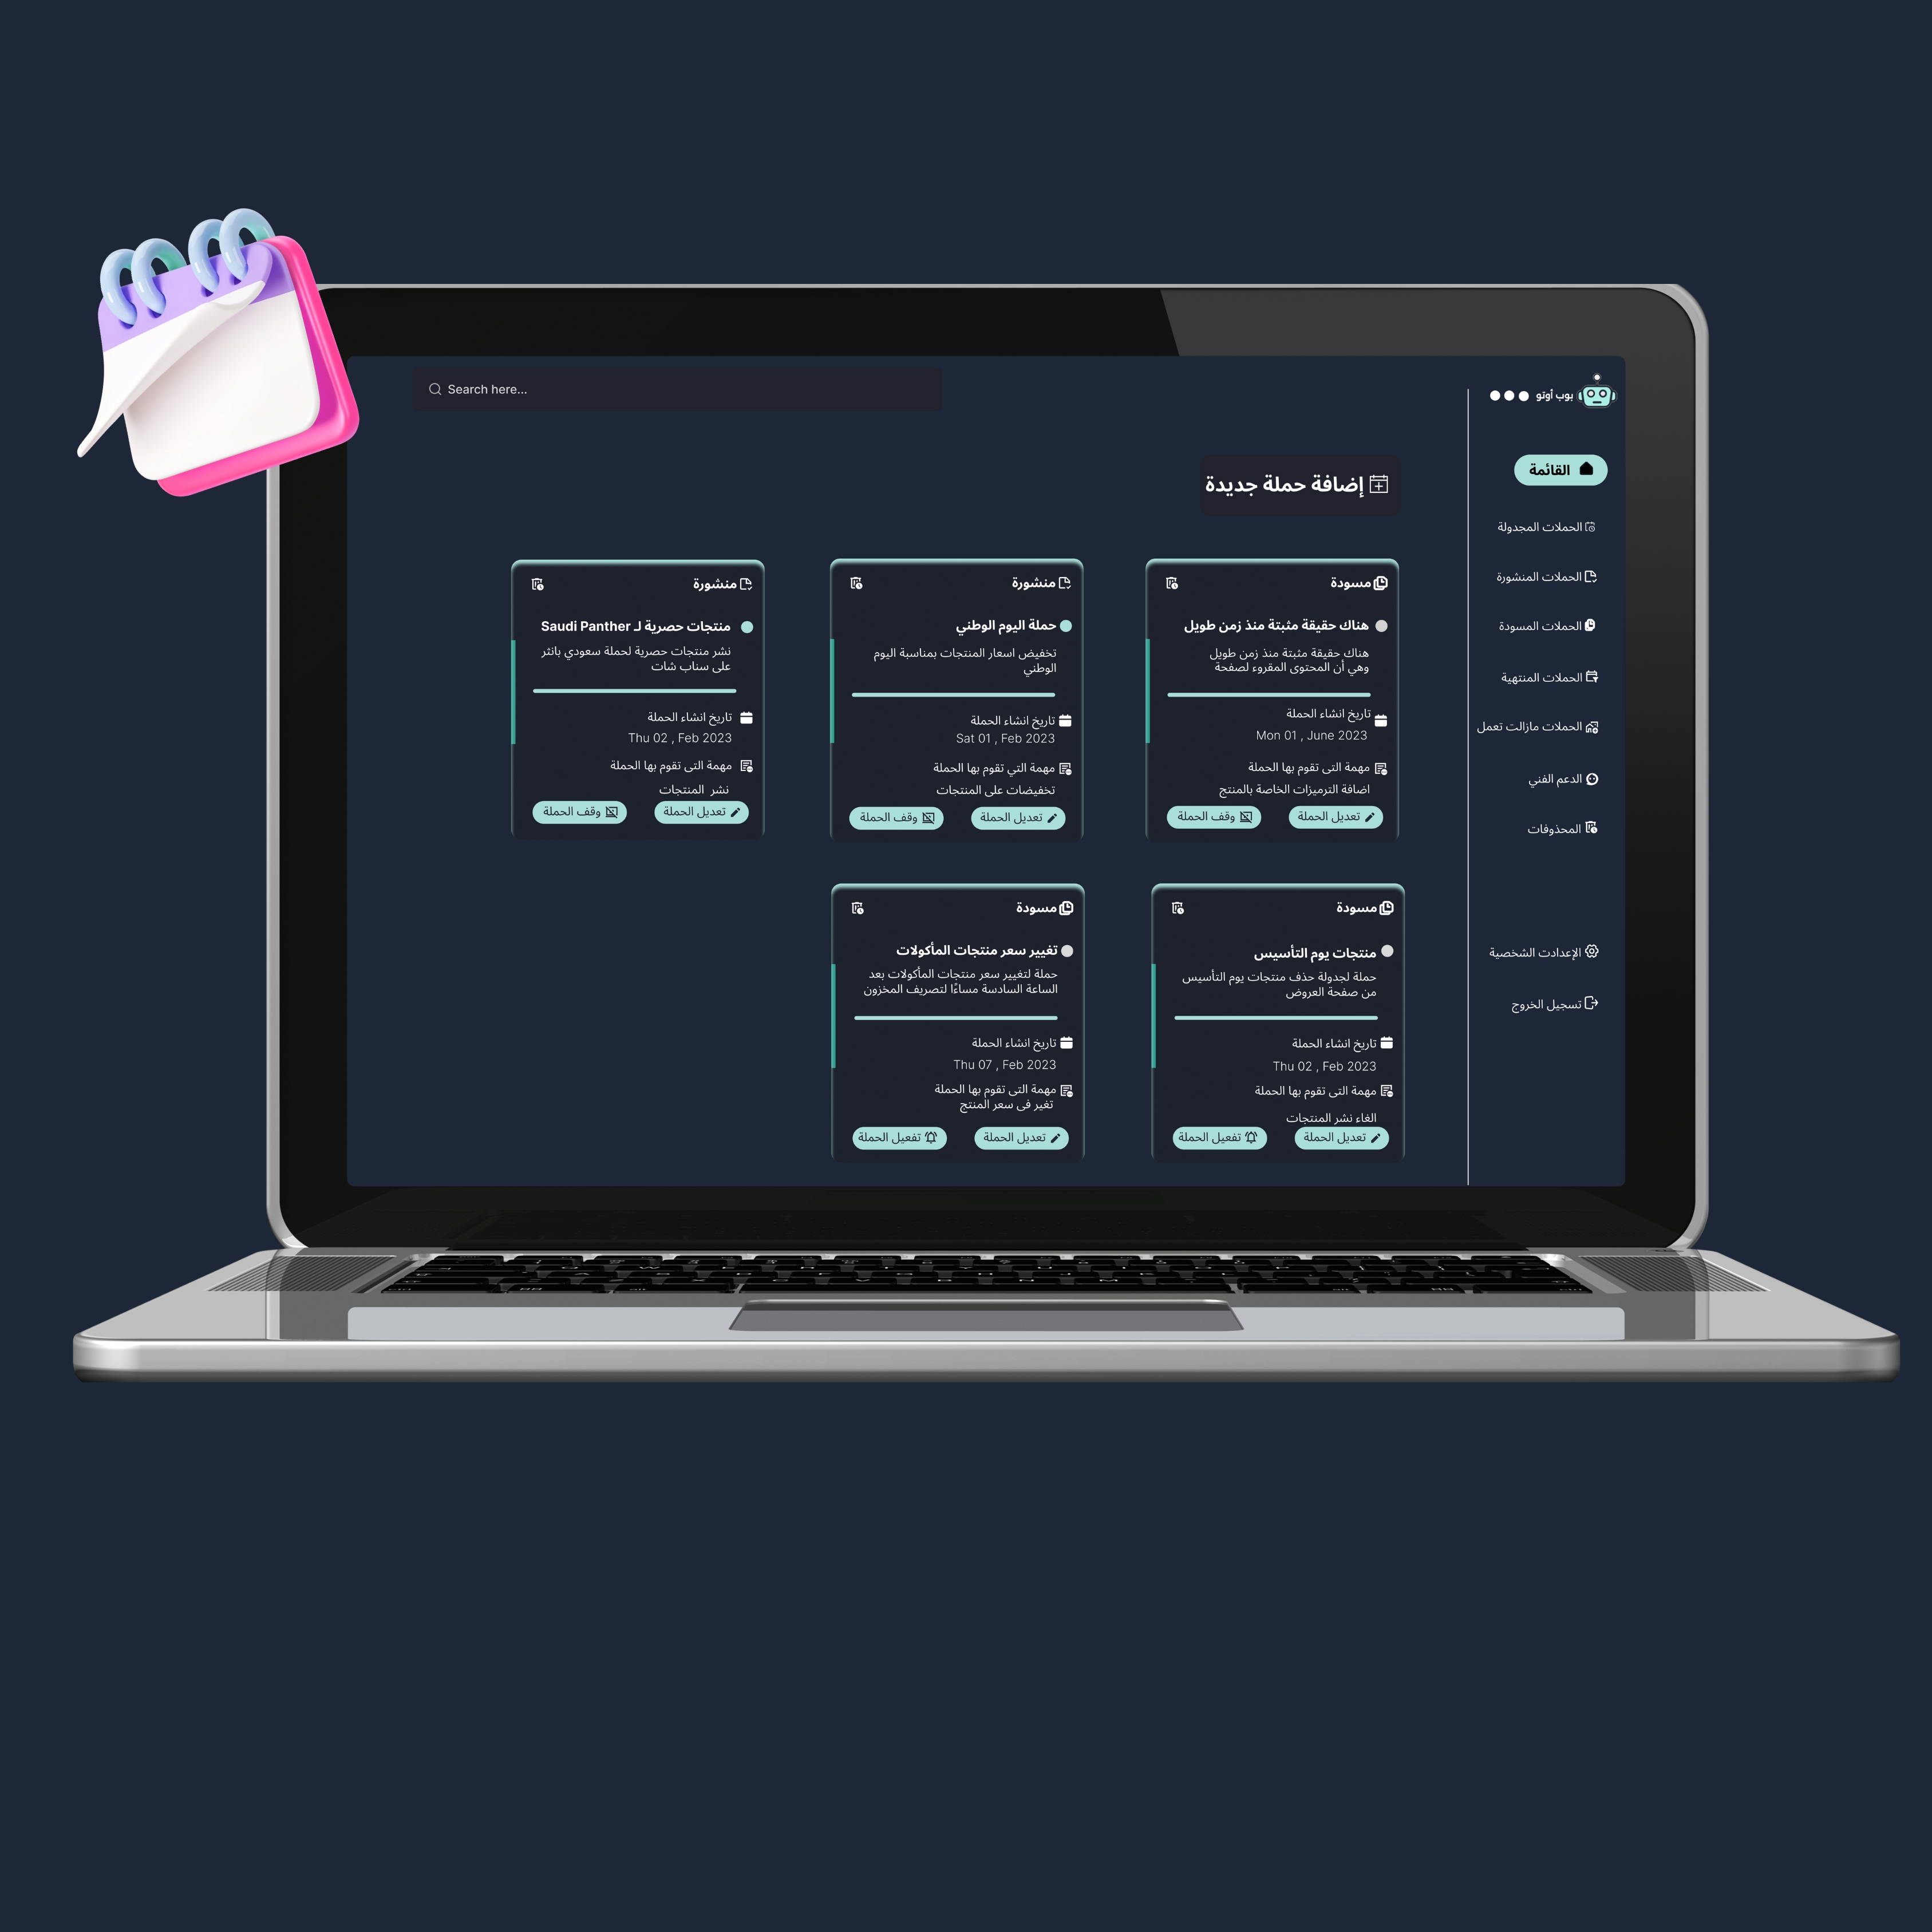 Search here...
بوب أوتو
القائمة
الحملات المجدولة
الحملات المنشورة
الحملات المسودة
الحملات المنتهية
الحملات مازالت تعمل
الدعم الفني
المحذوفات
الإعدادت الشخصية
تسجيل الخروج
إضافة حملة جديدة
مسودة
هناك حقيقة مثبتة منذ زمن طويل
هناك حقيقة مثبتة منذ زمن طويل
وهي أن المحتوى المقروء لصفحة
تاريخ انشاء الحملة
Mon 01 , June 2023
مهمة التى تقوم بها الحملة
اضافة الترميزات الخاصة بالمنتج
تعديل الحملة
وقف الحملة
منشورة
حملة اليوم الوطني
تخفيض اسعار المنتجات بمناسبة اليوم
الوطني
تاريخ انشاء الحملة
Sat 01 , Feb 2023
مهمة التي تقوم بها الحملة
تخفيضات على المنتجات
تعديل الحملة
وقف الحملة
منشورة
منتجات حصرية لـ Saudi Panther
نشر منتجات حصرية لحملة سعودي بانثر
على سناب شات
تاريخ انشاء الحملة
Thu 02 , Feb 2023
مهمة التى تقوم بها الحملة
نشر المنتجات
تعديل الحملة
وقف الحملة
مسودة
منتجات يوم التأسيس
حملة لجدولة حذف منتجات يوم التأسيس
من صفحة العروض
تاريخ انشاء الحملة
Thu 02 , Feb 2023
مهمة التى تقوم بها الحملة
الغاء نشر المنتجات
تعديل الحملة
تفعيل الحملة
مسودة
تغيير سعر منتجات المأكولات
حملة لتغيير سعر منتجات المأكولات بعد
الساعة السادسة مساءًا لتصريف المخزون
تاريخ انشاء الحملة
Thu 07 , Feb 2023
مهمة التى تقوم بها الحملة
تغير فى سعر المنتج
تعديل الحملة
تفعيل الحملة